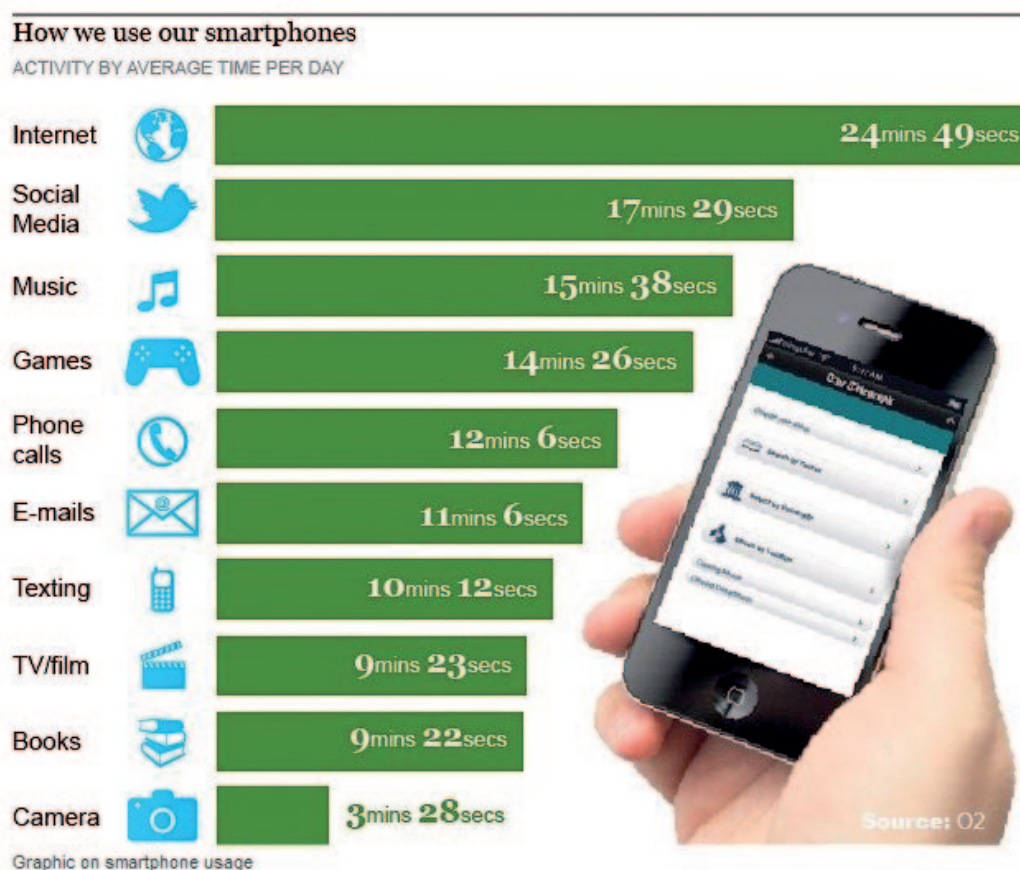 How we use our smartphones
ACTIVITY BY AVERAGE TIME PER DAY
Internet 24mins 49secs
Social
Media
17mins 29secs
Music 15mins 38secs
Games 14mins 26secs
Phone
calls
12mins 6secs
E-mails @ 11mins 6secs
Texting 10mins 12secs
TV/film 9mins 23secs
Books 9mins 22secs
Camera 3mins 28secs
Source: O2
Graphic on smartphone usage